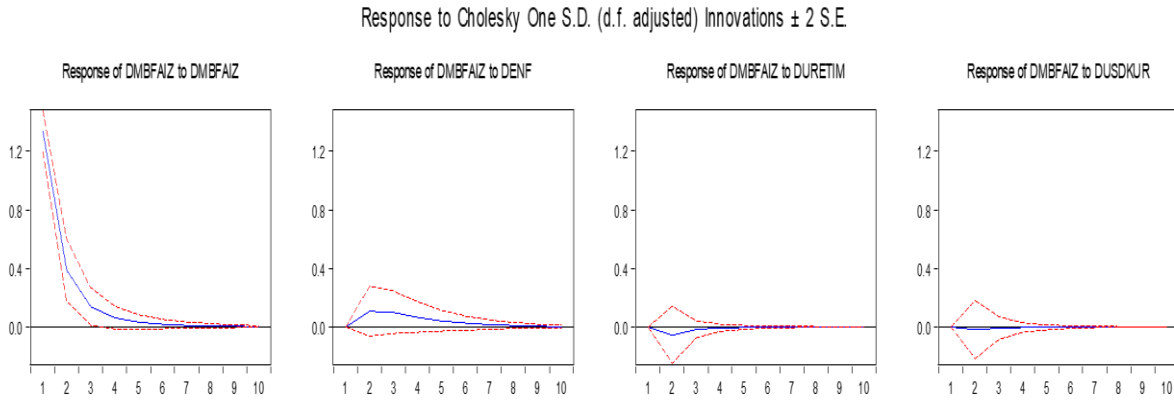 Response to Cholesky One S.D. (d.f. adjusted) Innovations ± 2 S.E.
Response of DMBFAIZ to DMBFAIZ
Response of DMBFAIZ to DENF
Response of DMBFAIZ to DURETIM
Response of DMBFAIZ to DUSDKUR
1.2 1.2 1.2 1.2
0.8 0.8 0.8 0.8
0.4 0.4 0.4 0.4
0.0 0.0 0.0 0.0
1 2 3 4 5 6 7 8 9 10
1 2 3 4 5 6 7 8 9 10
1 2 3 4 5 6 7 8 9 10
1 2 3 4 5 6 7 8 9 10